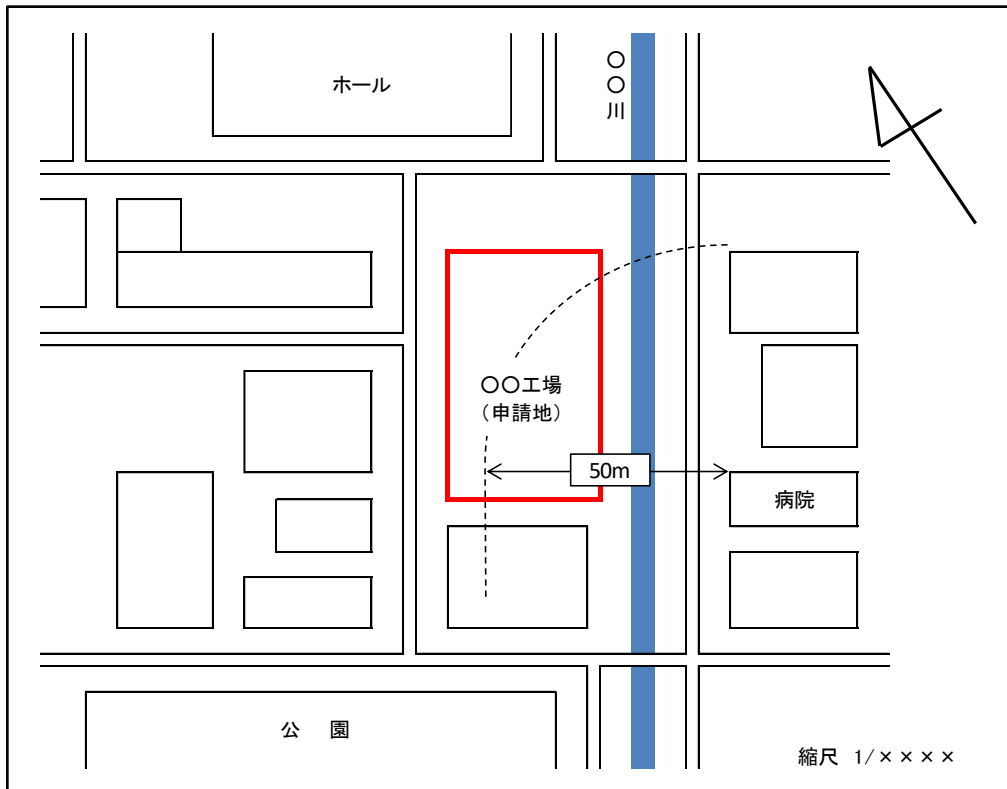 ホール
〇
〇
川
〇〇工場
（申請地）
50m
病院
公　園
縮尺 1/××××